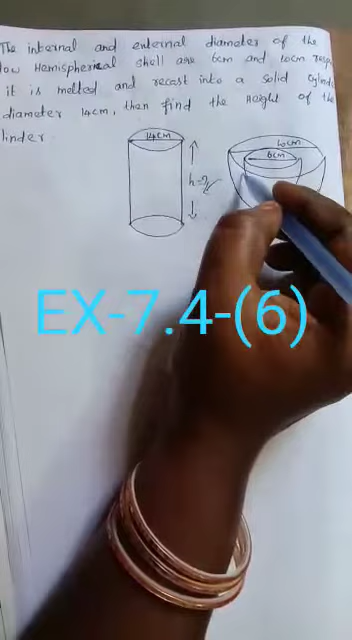 The internal and external diameter of the
low Hemispherical shell are 6cm and 10cm resp
it is melted and recast into a solid cylinde
diameter 14cm, then find the Height of the
linder
14cm
10cm
6cm
h=?
EX-7.4-(6)